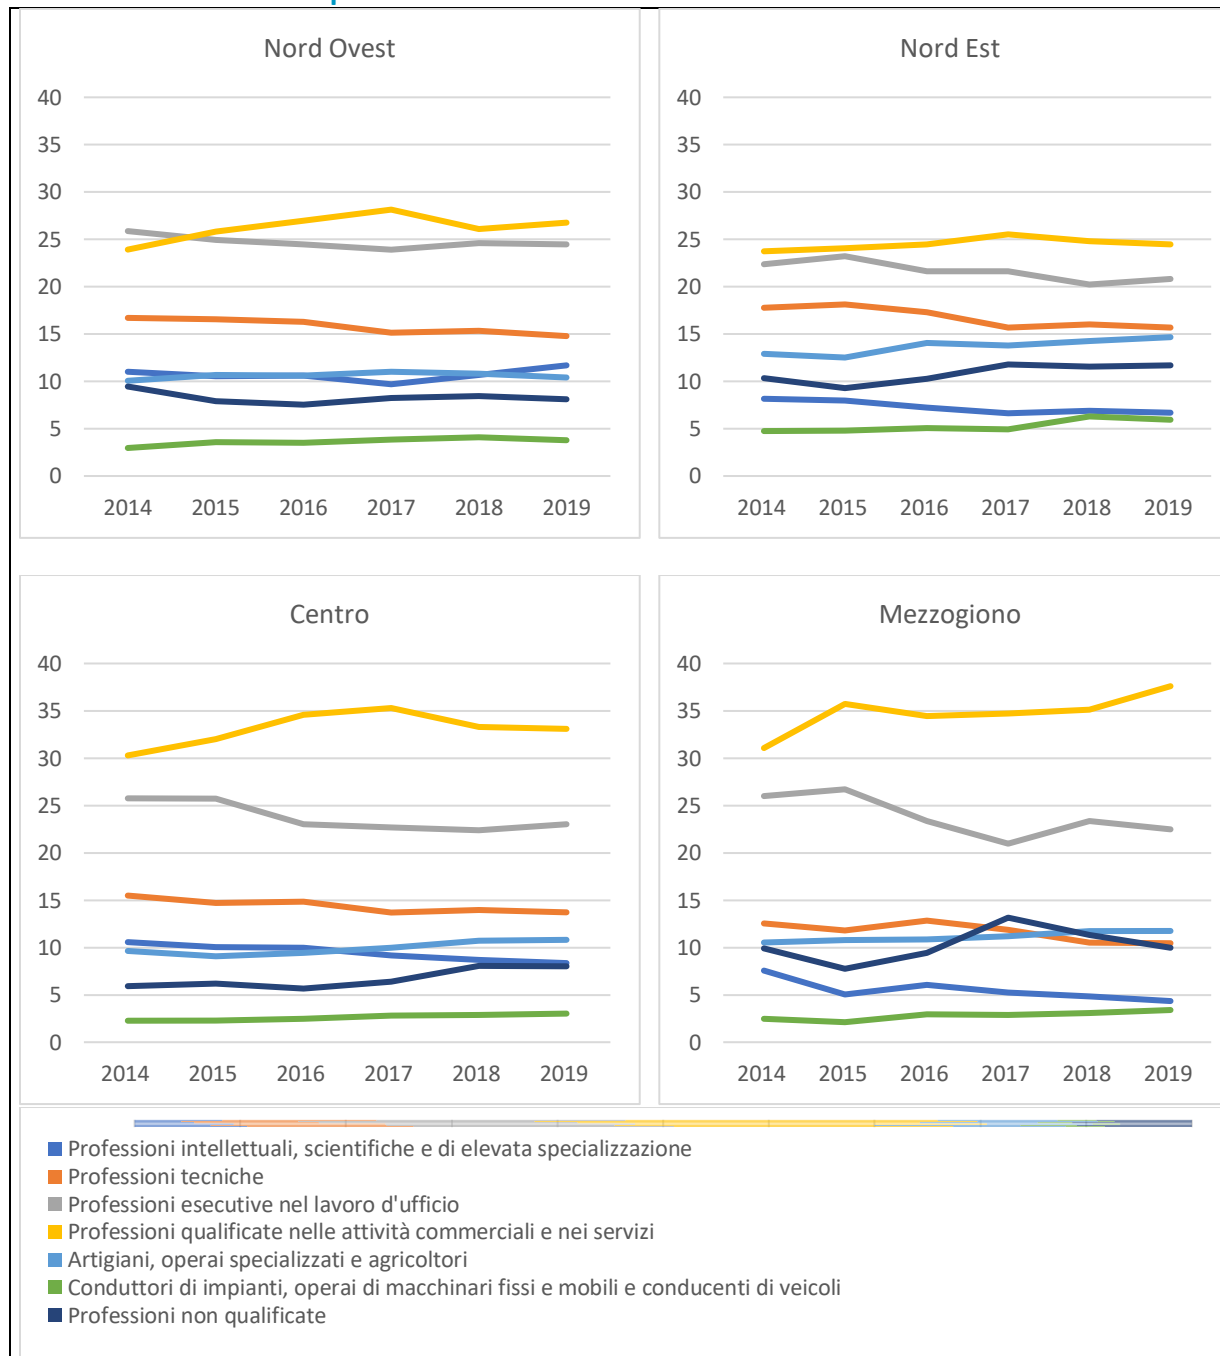 Nord Ovest
40
35
30
25
20
15
10
5
0
2014 2015 2016 2017 2018 2019
Nord Est
40
35
30
25
20
15
10
5
0
2014 2015 2016 2017 2018 2019
Centro
40
35
30
25
20
15
10
5
0
2014 2015 2016 2017 2018 2019
Mezzogiono
40
35
30
25
20
15
10
5
0
2014 2015 2016 2017 2018 2019
Professioni intellettuali, scientifiche e di elevata specializzazione
Professioni tecniche
Professioni esecutive nel lavoro d'ufficio
Professioni qualificate nelle attività commerciali e nei servizi
Artigiani, operai specializzati e agricoltori
Conduttori di impianti, operai di macchinari fissi e mobili e conducenti di veicoli
Professioni non qualificate